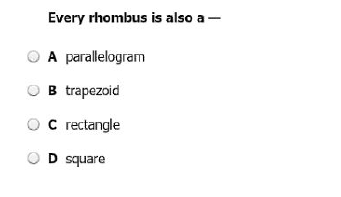 Every rhombus is also a —
A parallelogram
B trapezoid
C rectangle
D square